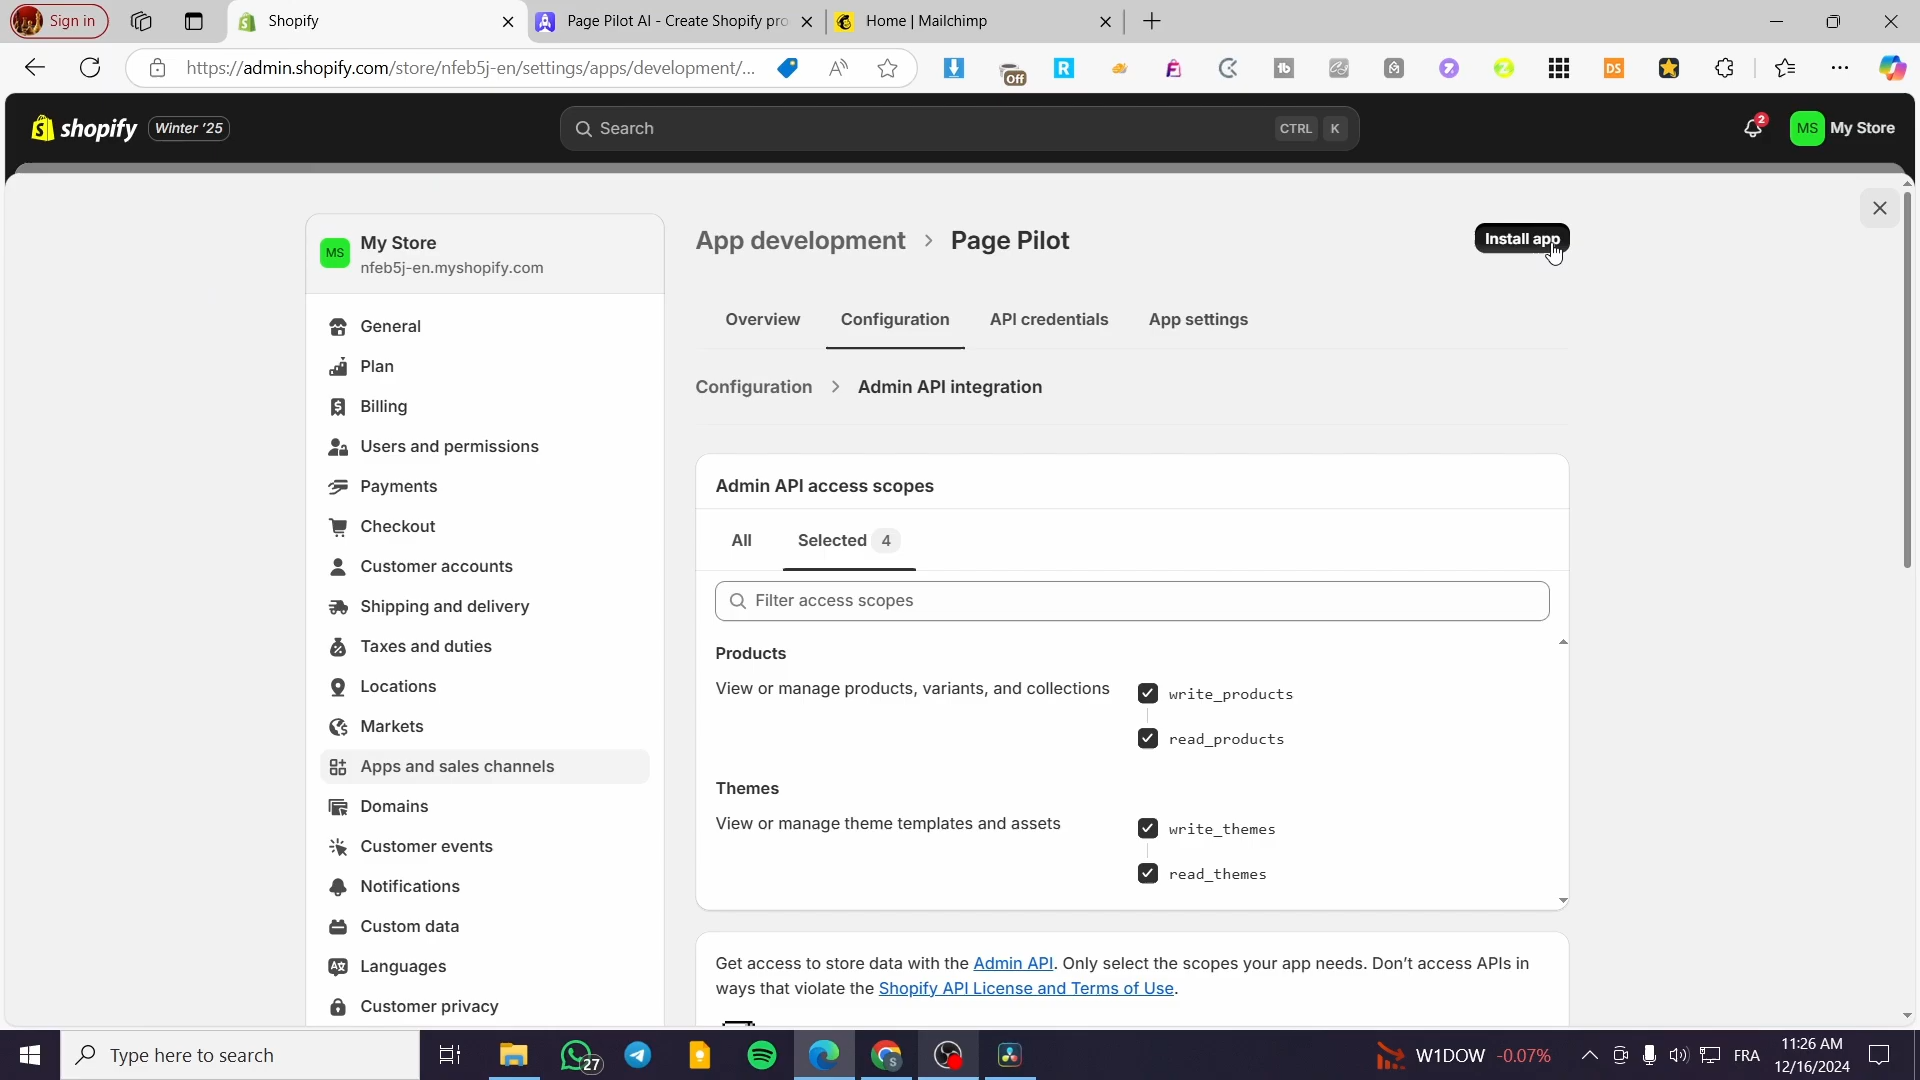 Sign in
Shopify
Page Pilot AI - Create Shopify pro
Home | Mailchimp
https://admin.shopify.com/store/nfeb5j-en/settings/apps/development/...
Off
DS
shopify
Winter '25
Search
CTRL K
2
MS
My Store
MS
My Store
nfeb5j-en.myshopify.com
General
Plan
Billing
Users and permissions
Payments
Checkout
Customer accounts
Shipping and delivery
Taxes and duties
Locations
Markets
Apps and sales channels
Domains
Customer events
Notifications
Custom data
Languages
Customer privacy
App development > Page Pilot
Install app
Overview
Configuration
API credentials
App settings
Configuration > Admin API integration
Admin API access scopes
All
Selected 4
Filter access scopes
Products
View or manage products, variants, and collections
write_products
read_products
Themes
View or manage theme templates and assets
write_themes
read_themes
Get access to store data with the Admin API. Only select the scopes your app needs. Don't access APIs in
ways that violate the Shopify API License and Terms of Use.
Type here to search
27
W1DOW -0.07%
FRA
11:26 AM
12/16/2024